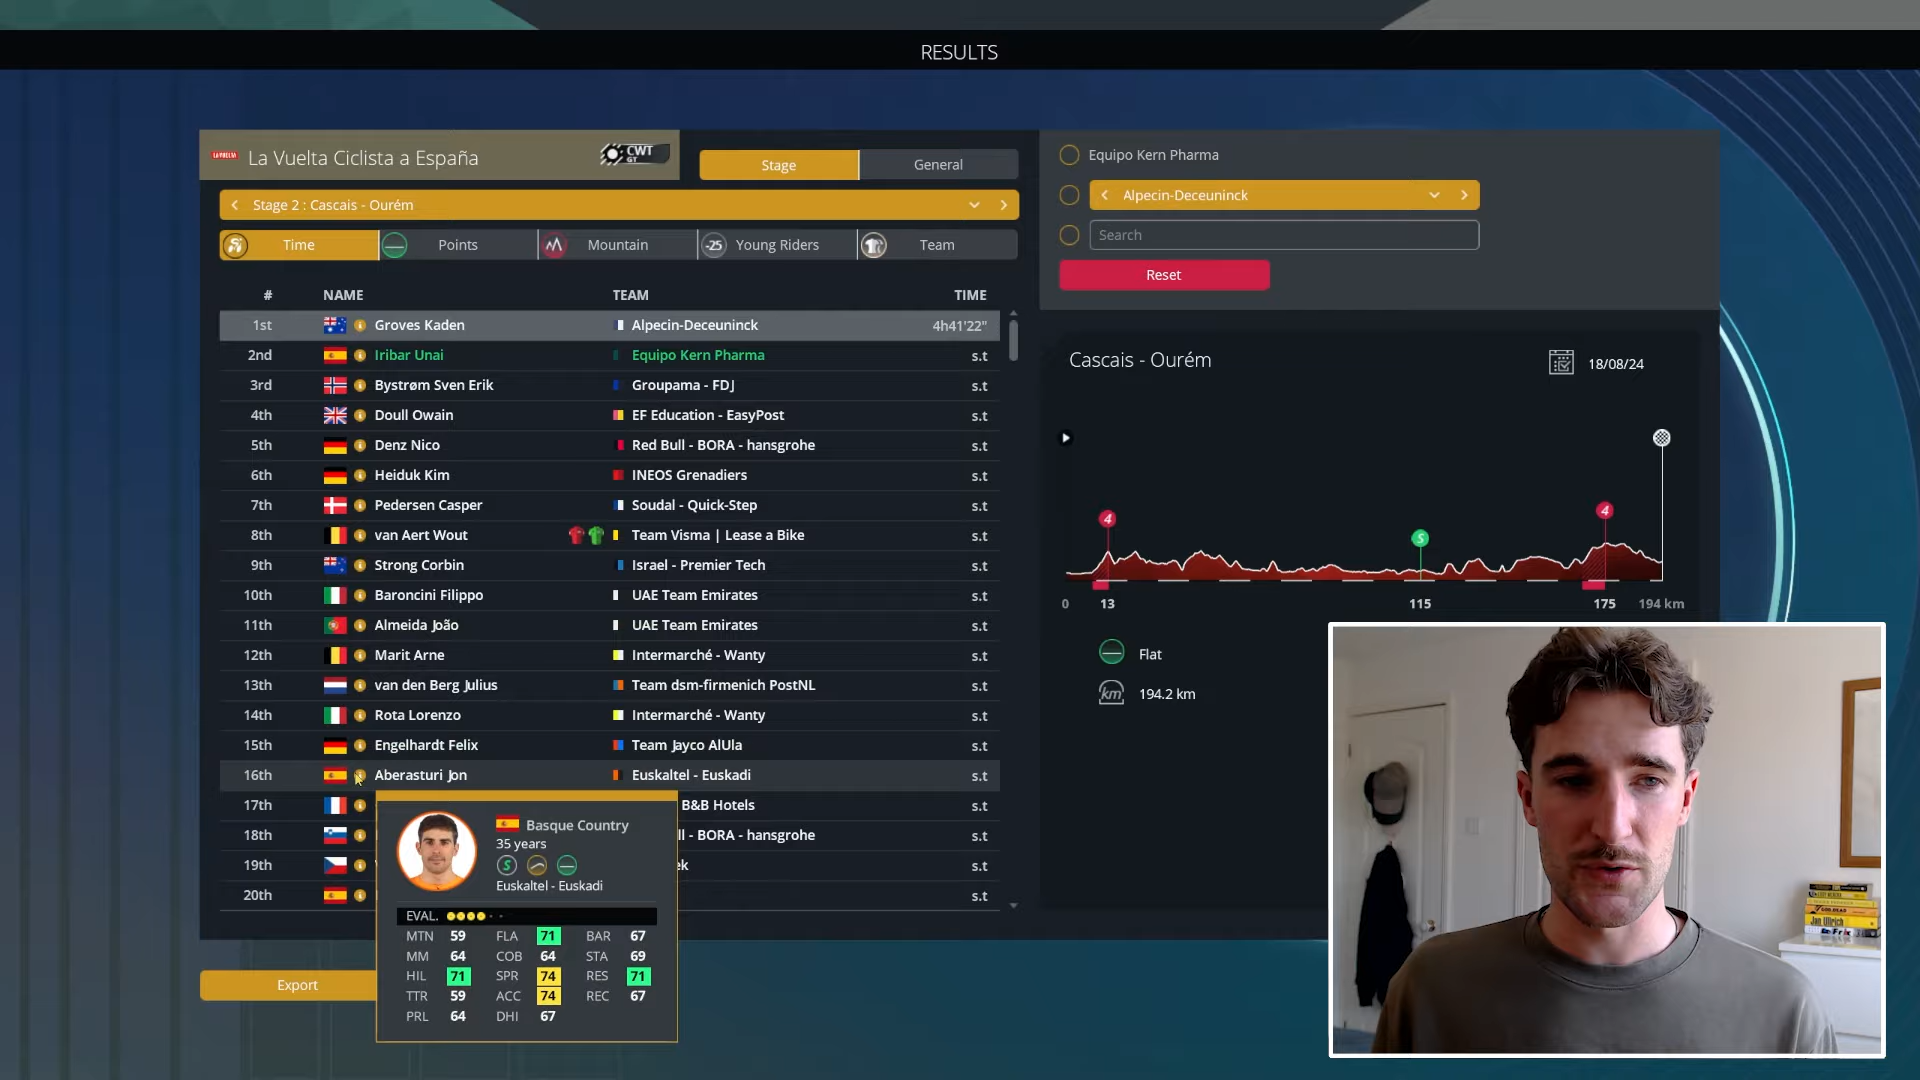 RESULTS
LA VUELTA
La Vuelta Ciclista a España
CWT
GT
Stage
General
Stage 2 : Cascais - Ourém
Time
Points
Mountain
-25 Young Riders
Team
# NAME TEAM TIME
1st Groves Kaden Alpecin-Deceuninck 4h41'22"
2nd Iribar Unai Equipo Kern Pharma s.t
3rd Bystrøm Sven Erik Groupama - FDJ s.t
4th Doull Owain EF Education - EasyPost s.t
5th Denz Nico Red Bull - BORA - hansgrohe s.t
6th Heiduk Kim INEOS Grenadiers s.t
7th Pedersen Casper Soudal - Quick-Step s.t
8th van Aert Wout Team Visma | Lease a Bike s.t
9th Strong Corbin Israel - Premier Tech s.t
10th Baroncini Filippo UAE Team Emirates s.t
11th Almeida João UAE Team Emirates s.t
12th Marit Arne Intermarché - Wanty s.t
13th van den Berg Julius Team dsm-firmenich PostNL s.t
14th Rota Lorenzo Intermarché - Wanty s.t
15th Engelhardt Felix Team Jayco AlUla s.t
16th Aberasturi Jon Euskaltel - Euskadi s.t
17th B&B Hotels s.t
18th ll - BORA - hansgrohe s.t
19th ek s.t
20th s.t
Basque Country
35 years
S
Euskaltel - Euskadi
EVAL.
MTN 59 FLA 71 BAR 67
MM 64 COB 64 STA 69
HIL 71 SPR 74 RES 71
TTR 59 ACC 74 REC 67
PRL 64 DHI 67
Export
Equipo Kern Pharma
Alpecin-Deceuninck
Search
Reset
Cascais - Ourém
18/08/24
4
S
4
0 13 115 175 194 km
Flat
km 194.2 km
Jan Ullrich